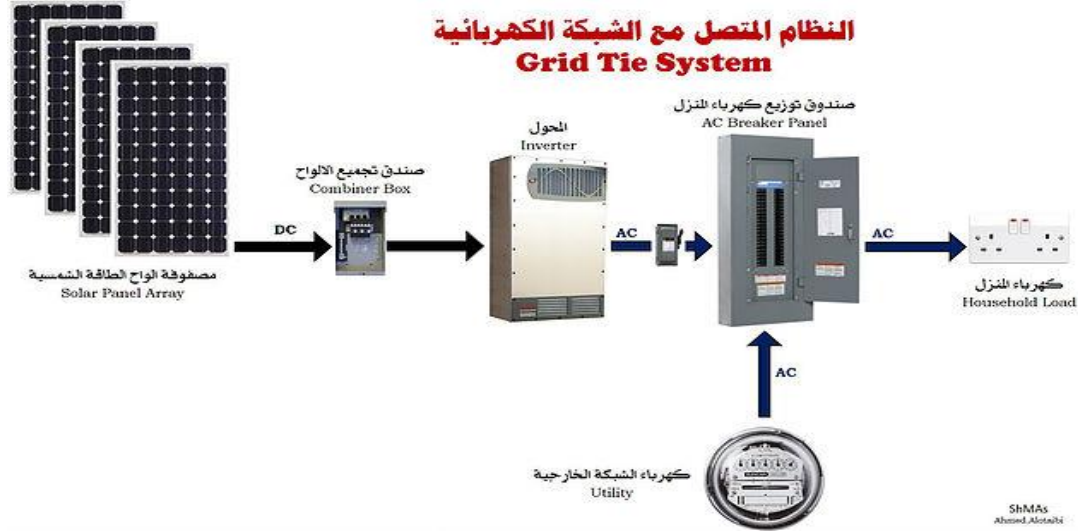 النظام المتصل مع الشبكة الكهربائية
Grid Tie System
صندوق توزيع كهرباء المنزل
AC Breaker Panel
المحول
Inverter
صندق تجميع الالواح
Combiner Box
DC
AC
AC
مصفوفة الواح الطاقة الشمسية
Solar Panel Array
كهرباء المنزل
Household Load
AC
كهرباء الشبكة الخارجية
Utility
ShMAs
Ahmed.Alotaibi